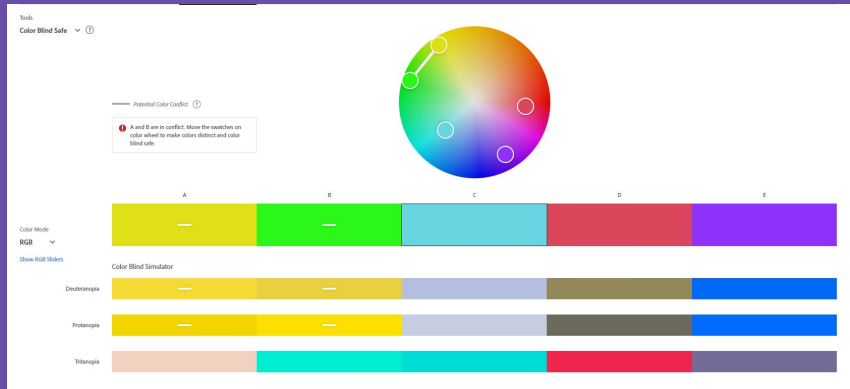 Tools
Color Blind Safe
?
Potential Color Conflict ?
! A and B are in conflict. Move the swatches on
color wheel to make colors distinct and color
blind safe.
A B C D E
Color Mode
RGB
Show RGB Sliders
Color Blind Simulator
Deuteranopia
Protanopia
Tritanopia